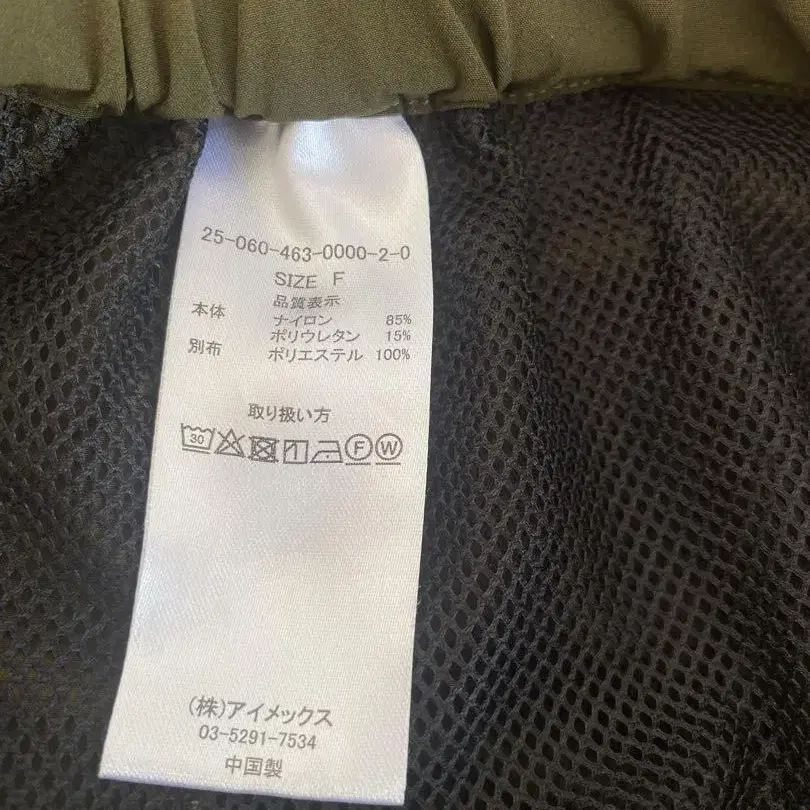 25-060-463-0000-2-0
SIZE F
品質表示
本体 ナイロン 85%
ポリウレタン 15%
別布 ポリエステル 100%
取り扱い方
30 F W
(株)アイメックス
03-5291-7534
中国製